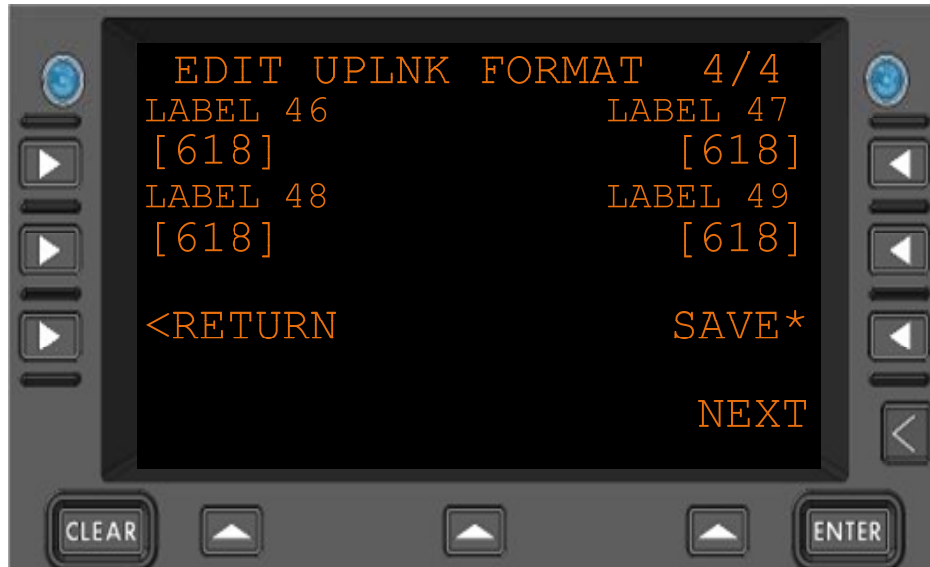 EDIT UPLNK FORMAT 4/4
LABEL 46 LABEL 47
[618] [618]
LABEL 48 LABEL 49
[618] [618]
<RETURN SAVE*
NEXT
CLEAR ENTER